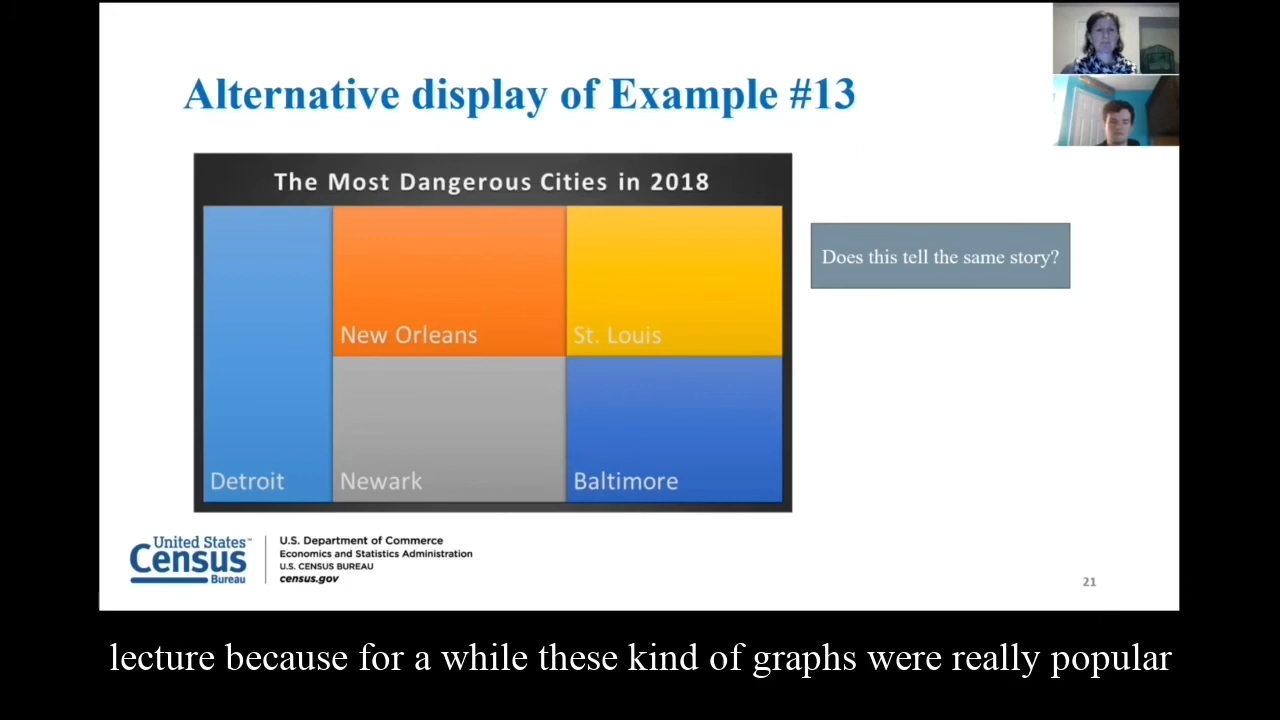 Alternative display of Example #13
The Most Dangerous Cities in 2018
Does this tell the same story?
New Orleans
St. Louis
Detroit
Newark
Baltimore
United States™
Census
Bureau
U.S. Department of Commerce
Economics and Statistics Administration
U.S. CENSUS BUREAU
census.gov
21
lecture because for a while these kind of graphs were really popular